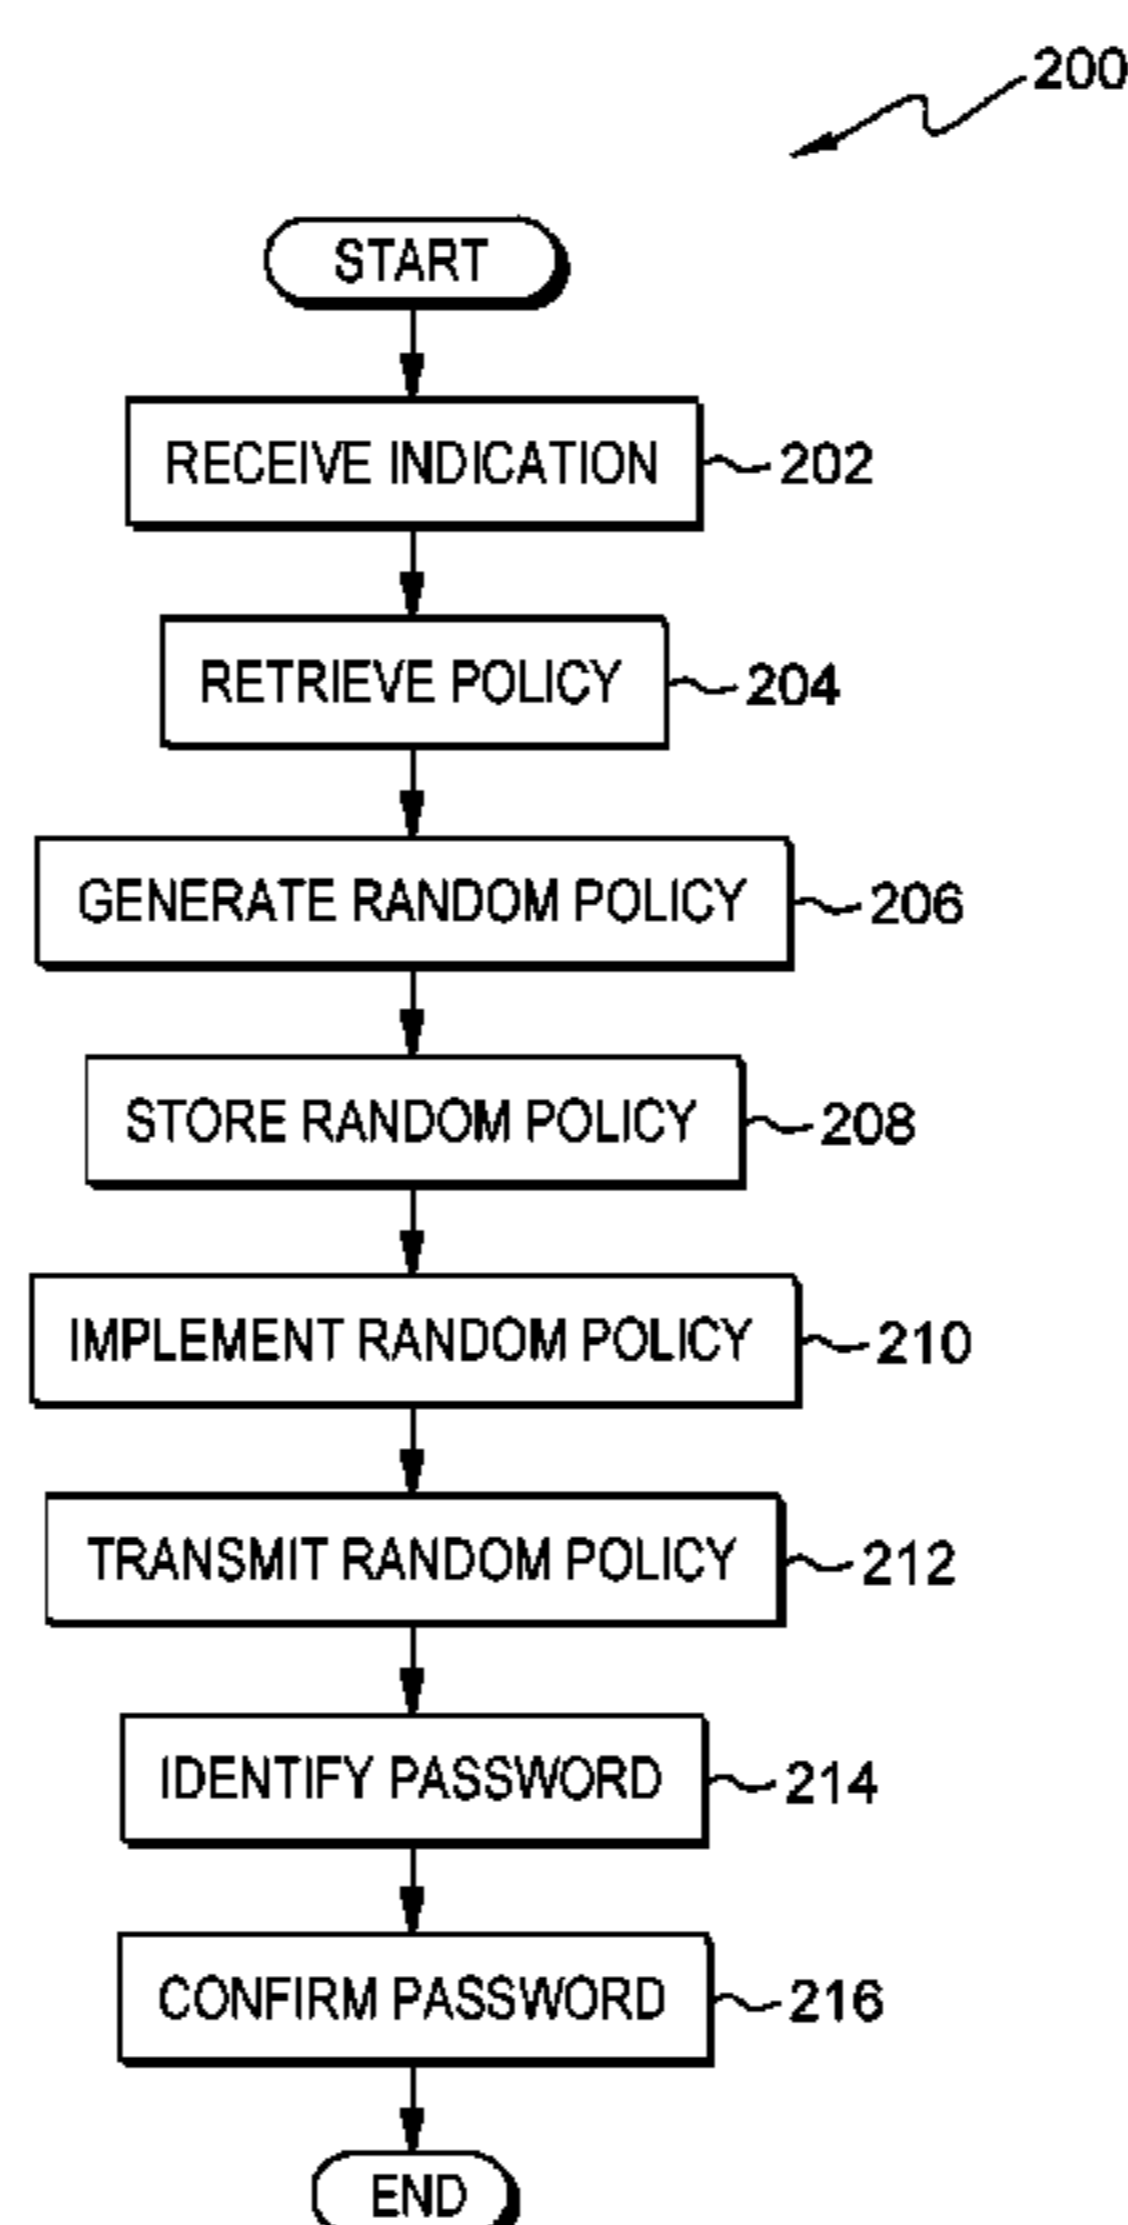 200
START
RECEIVE INDICATION 202
RETRIEVE POLICY 204
GENERATE RANDOM POLICY 206
STORE RANDOM POLICY 208
IMPLEMENT RANDOM POLICY 210
TRANSMIT RANDOM POLICY 212
IDENTIFY PASSWORD 214
CONFIRM PASSWORD 216
END